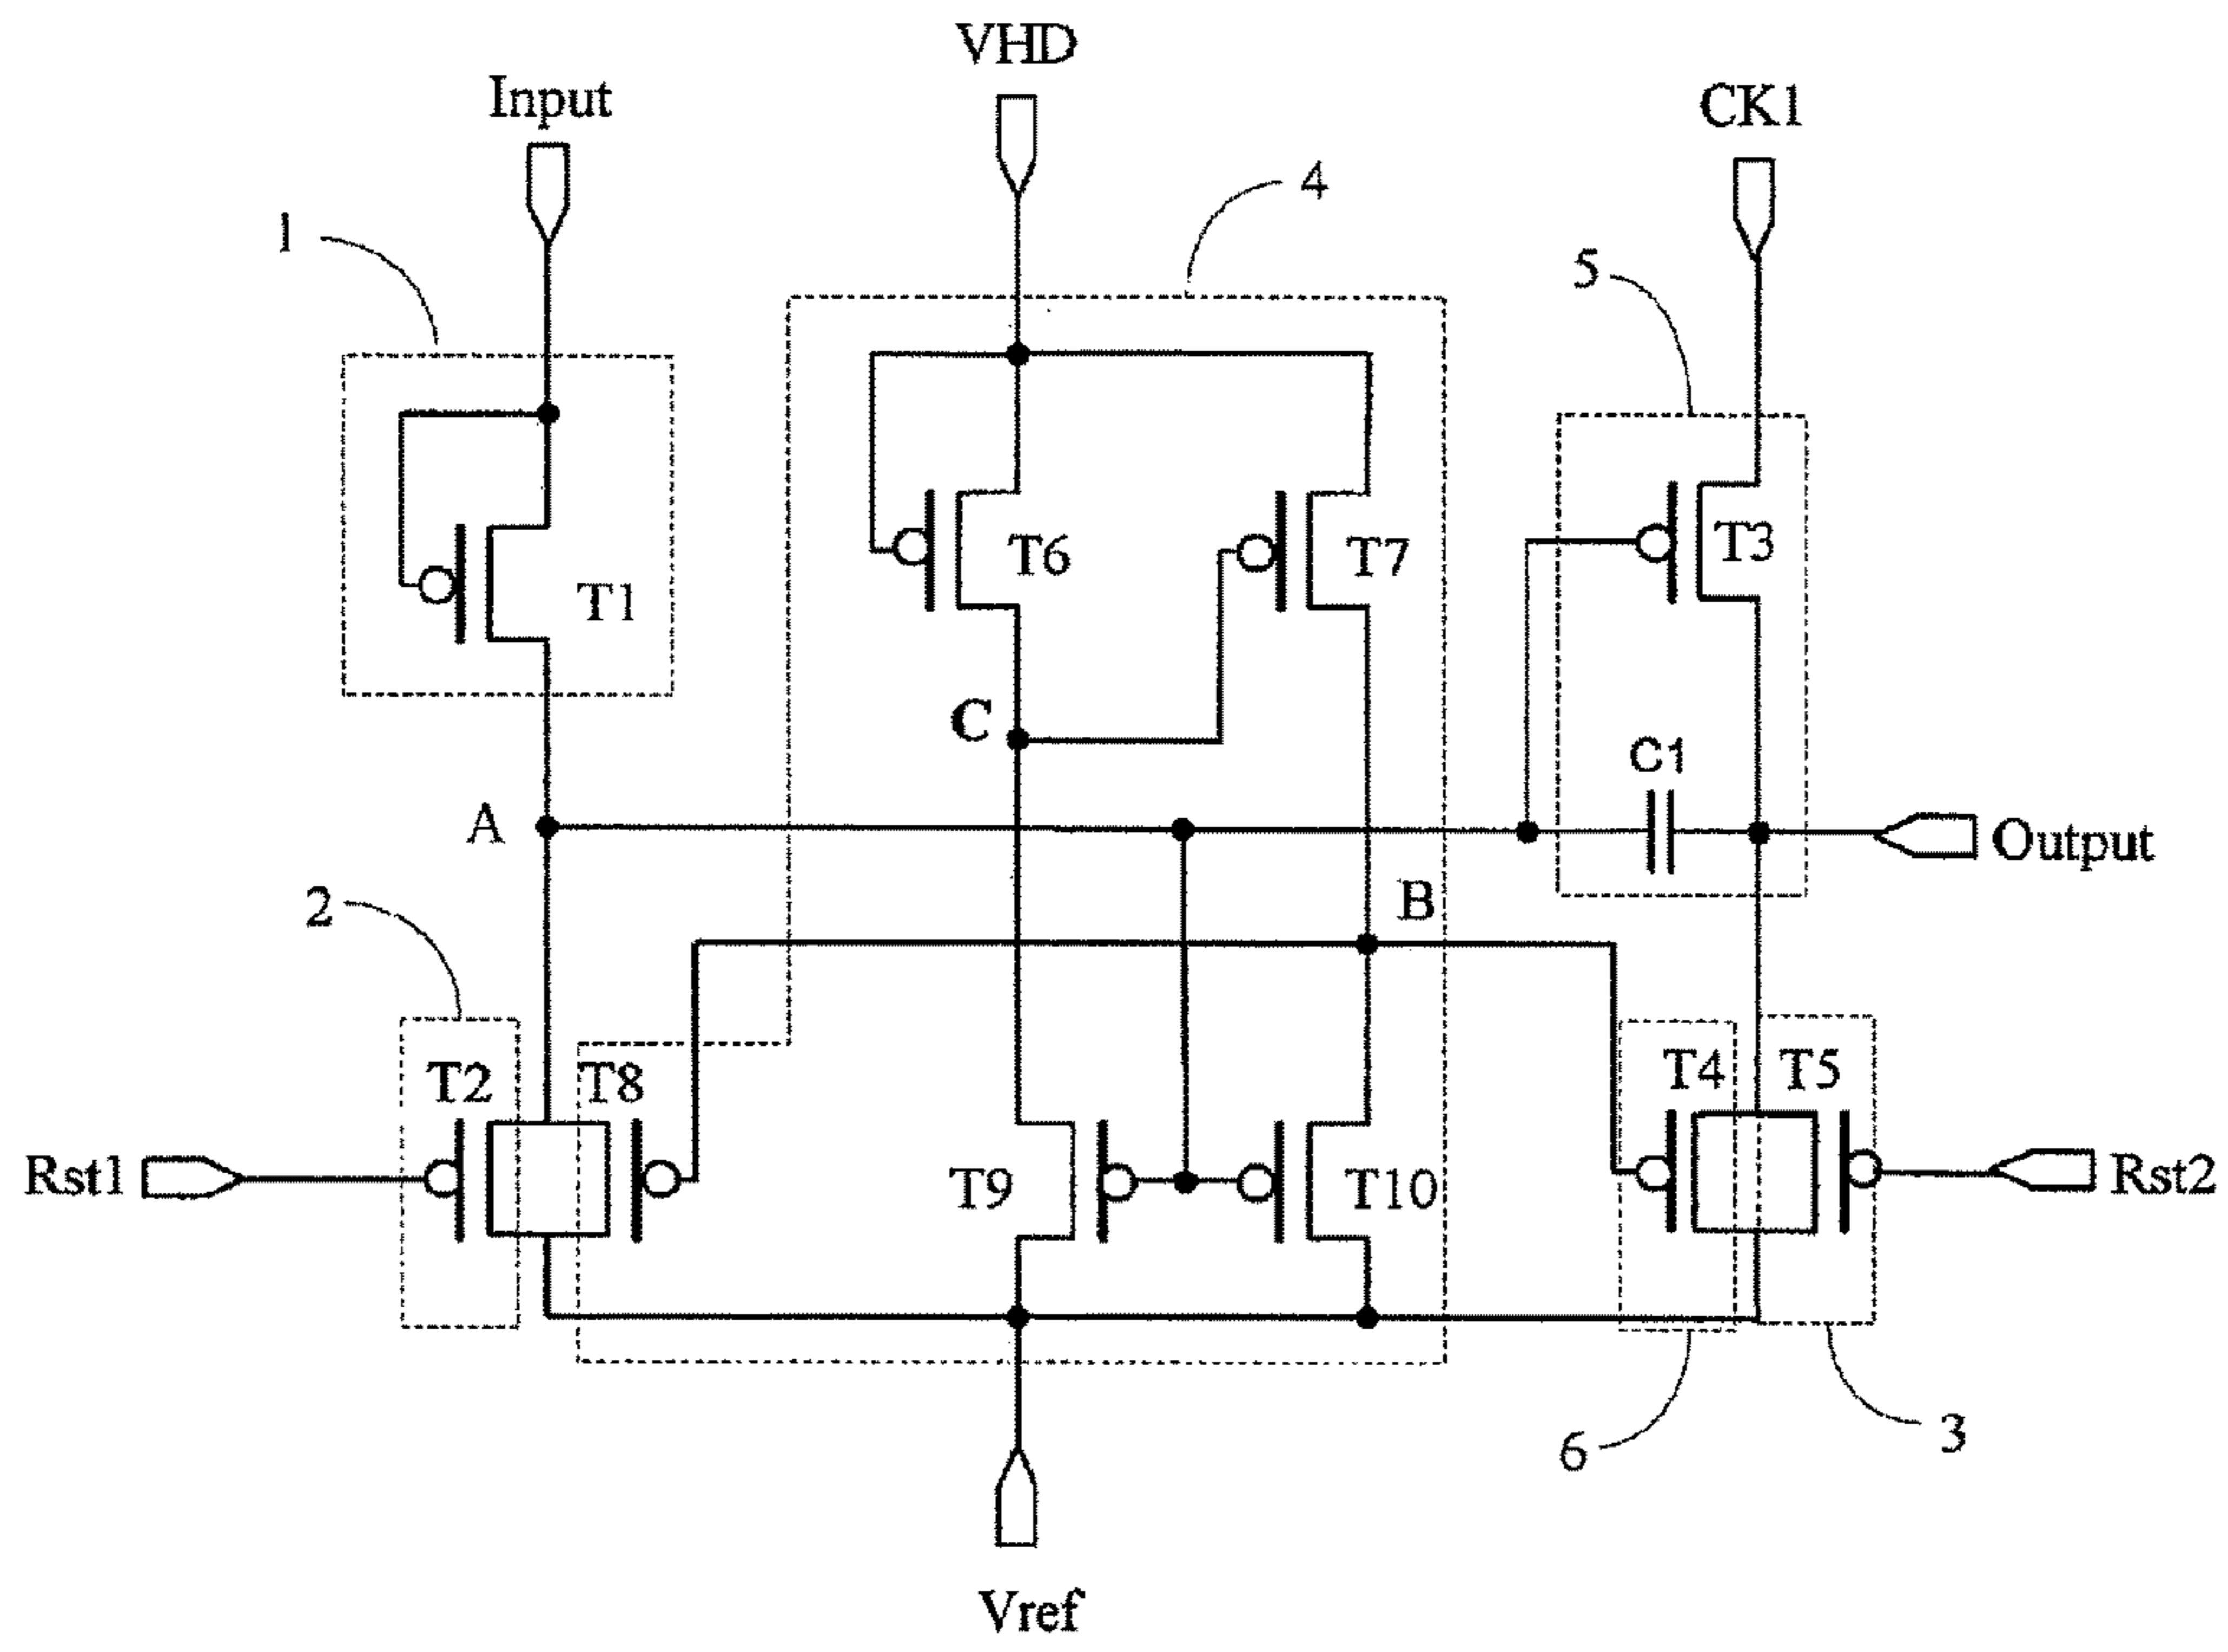 VHD
Input
CK1
4
1
5
T3
T6
T7
T1
C
C1
A
Output
B
2
T4
T5
T2
T8
Rst1
T9
T10
Rst2
3
6
Vref